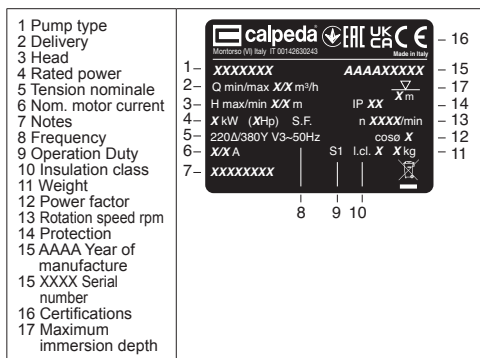 1 Pump type
2 Delivery
3 Head
4 Rated power
5 Tension nominale
6 Nom. motor current
7 Notes
8 Frequency
9 Operation Duty
10 Insulation class
11 Weight
12 Power factor
13 Rotation speed rpm
14 Protection
15 AAAA Year of
manufacture
15 XXXX Serial
number
16 Certifications
17 Maximum
immersion depth
calpeda EAC UK CA CE
Montorso (VI) Italy IT 00142630243 Made in Italy
XXXXXXX AAAAXXXXX
Q min/max X/X m³/h X m
H max/min X/X m IP XX
X kW (XHp) S.F. n XXXX/min
220Δ/380Y V3~50Hz cosø X
X/X A S1 I.cl. X X kg
XXXXXXXX
1
2
3
4
5
6
7
16
15
17
14
13
12
11
8 9 10